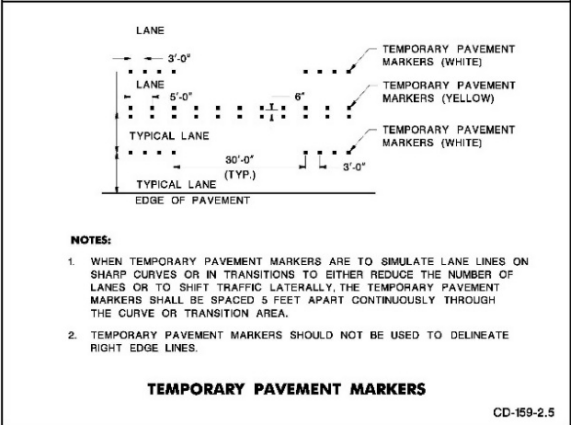 LANE
3'-0"
TEMPORARY PAVEMENT
MARKERS (WHITE)
LANE
5'-0"
6"
TEMPORARY PAVEMENT
MARKERS (YELLOW)
TYPICAL LANE
TEMPORARY PAVEMENT
MARKERS (WHITE)
30'-0"
(TYP.)
3'-0"
TYPICAL LANE
EDGE OF PAVEMENT
NOTES:
1. WHEN TEMPORARY PAVEMENT MARKERS ARE TO SIMULATE LANE LINES ON
SHARP CURVES OR IN TRANSITIONS TO EITHER REDUCE THE NUMBER OF
LANES OR TO SHIFT TRAFFIC LATERALLY, THE TEMPORARY PAVEMENT
MARKERS SHALL BE SPACED 5 FEET APART CONTINUOUSLY THROUGH
THE CURVE OR TRANSITION AREA.
2. TEMPORARY PAVEMENT MARKERS SHOULD NOT BE USED TO DELINEATE
RIGHT EDGE LINES.
TEMPORARY PAVEMENT MARKERS
CD-159-2.5